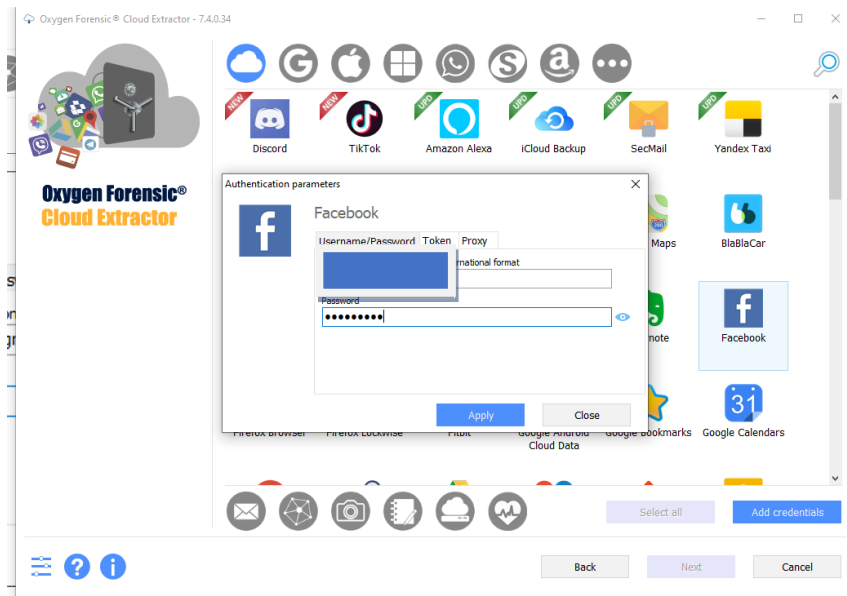 Oxygen Forensic® Cloud Extractor - 7.4.0.34
NEW
NEW
UPD
UPD
UPD
UPD
Discord
TikTok
Amazon Alexa
iCloud Backup
SecMail
Yandex Taxi
Oxygen Forensic®
Cloud Extractor
Authentication parameters
Facebook
Username/Password
Token
Proxy
Password
Apply
Close
Maps
BlaBlaCar
Facebook
31
Firefox Browser
Firefox Lockwise
Fitbit
Google Android
Cloud Data
Google Bookmarks
Google Calendars
Select all
Add credentials
Back
Next
Cancel